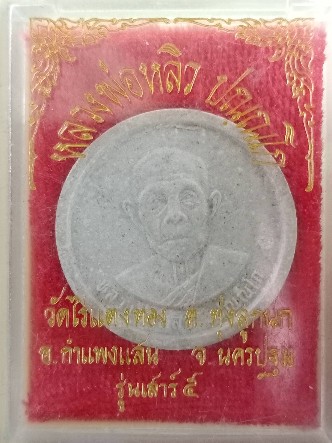 หลวงพ่อหลิว ปณฺณโก
วัดไร่แตงทอง ต.ทุ่งลูกนก
อ.กำแพงแสน จ.นครปฐม
รุ่นเสาร์ ๕